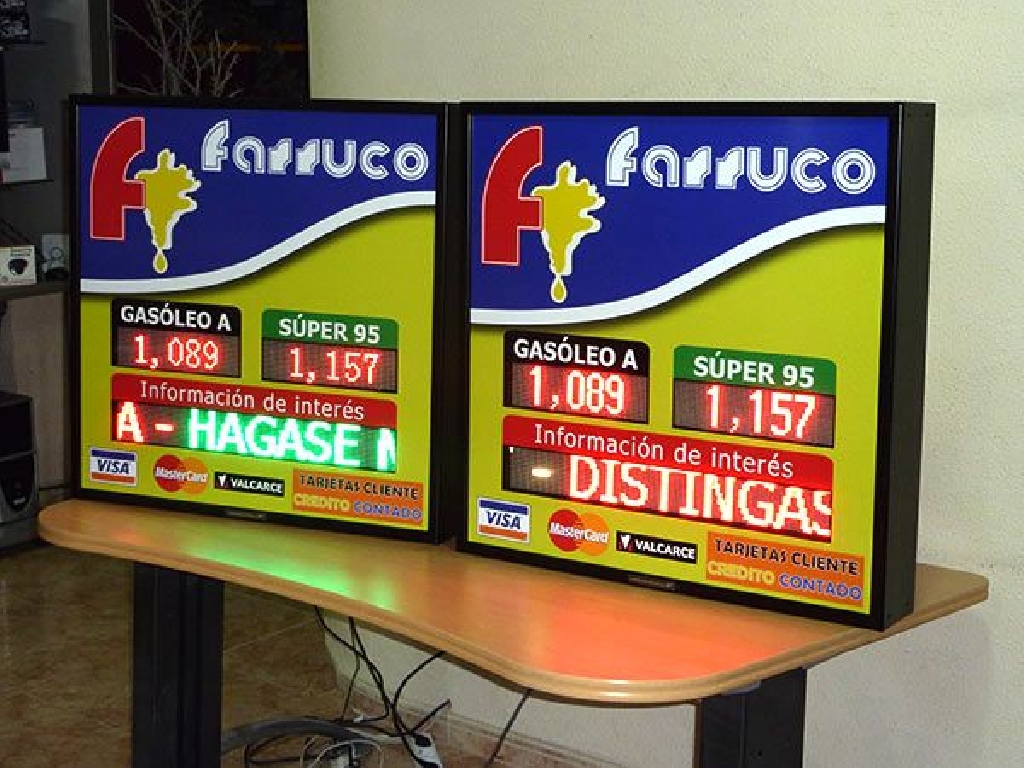 farruco
GASÓLEO A
SÚPER 95
1,089
1,157
Información de interés
A - HAGASE
VISA
MasterCard
VALCARCE
TARJETAS CLIENTE
CREDITO CONTADO
farruco
GASÓLEO A
SÚPER 95
1,089
1,157
Información de interés
DISTINGAS
VISA
MasterCard
VALCARCE
TARJETAS CLIENTE
CREDITO CONTADO